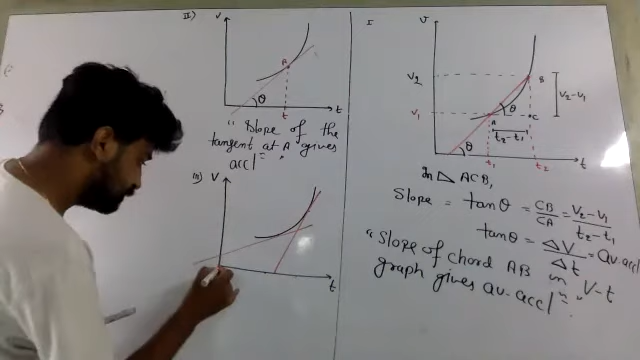 II)
V
A
θ
t
t
"Slope of the
tangent at A gives
accl=".
III)
V
t
I
V
V2
B
V2-V1
V1
θ
A
C
t2-t1
θ
t1
t2
t
In △ ACB,
Slope = tanθ = CB/CA = V2-V1/t2-t1
tanθ = ΔV/Δt = av. accl
"Slope of chord AB in V-t
graph gives av. accl=".